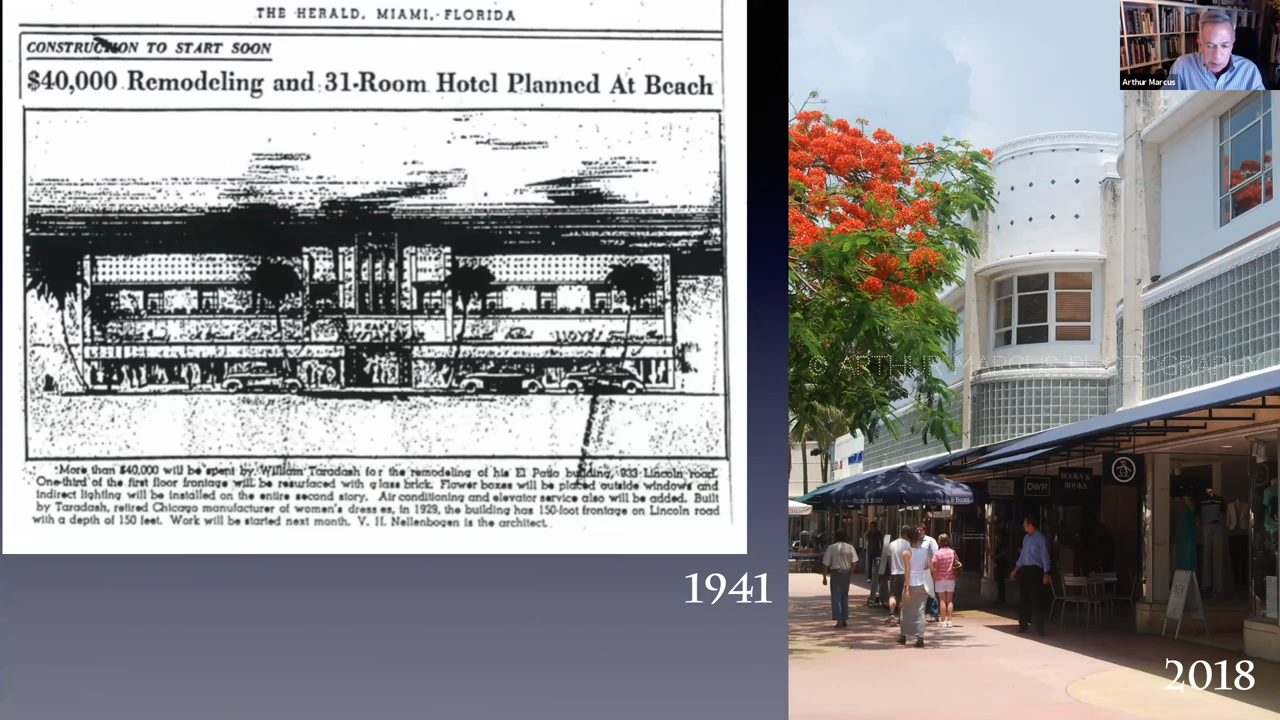 THE HERALD, MIAMI, FLORIDA
CONSTRUCTION TO START SOON
$40,000 Remodeling and 31-Room Hotel Planned At Beach
More than $40,000 will be spent by William Taradash for the remodeling of his El Patio building, 933 Lincoln road.
One-third of the first floor frontage will be resurfaced with glass brick. Flower boxes will be placed outside windows and
indirect lighting will be installed on the entire second story. Air conditioning and elevator service also will be added. Built
by Taradash, retired Chicago manufacturer of women's dresses, in 1929, the building has 150-foot frontage on Lincoln road
with a depth of 150 feet. Work will be started next month. V. H. Nellenbogen is the architect.
1941
Arthur Marcus
© ARTHUR MARCUS PHOTOGRAPHY
DWR
BOOKS &
BOOKS
2018